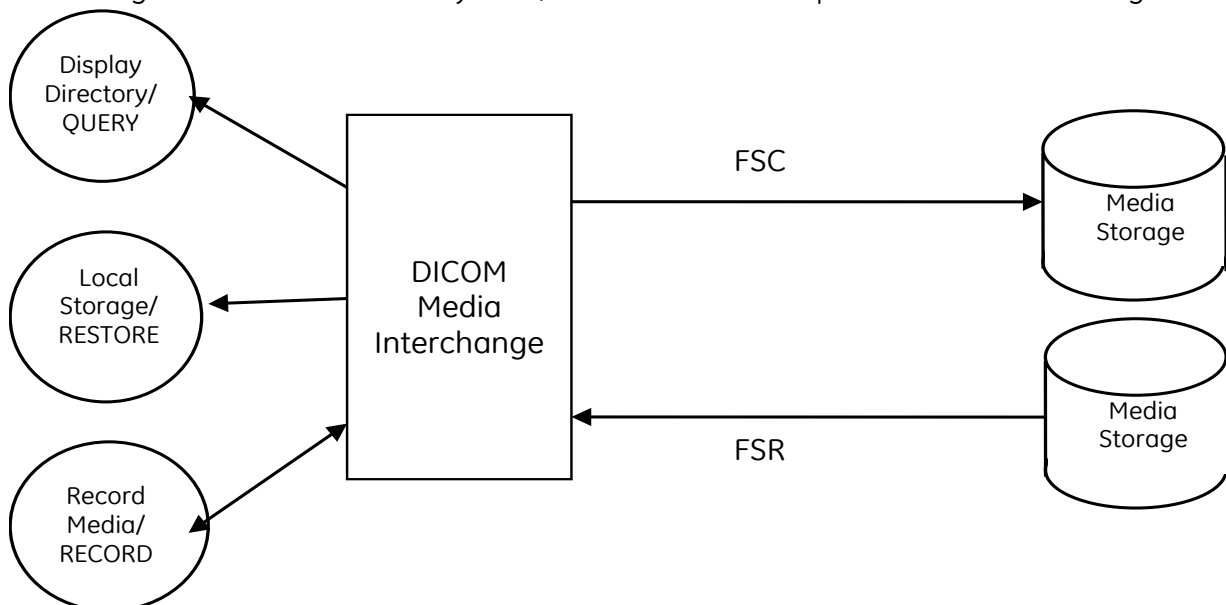 Display
Directory/
QUERY
Local
Storage/
RESTORE
Record
Media/
RECORD
DICOM
Media
Interchange
FSC
Media
Storage
FSR
Media
Storage